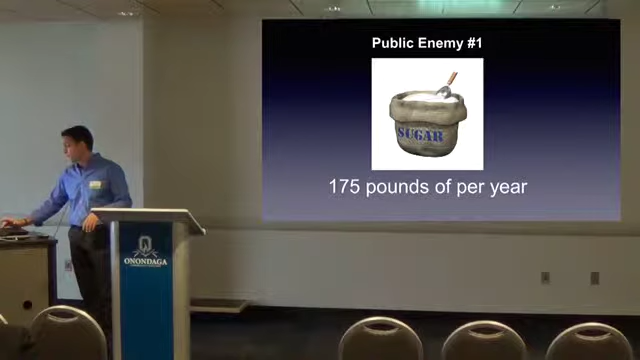 Public Enemy #1
SUGAR
175 pounds of per year
ONONDAGA